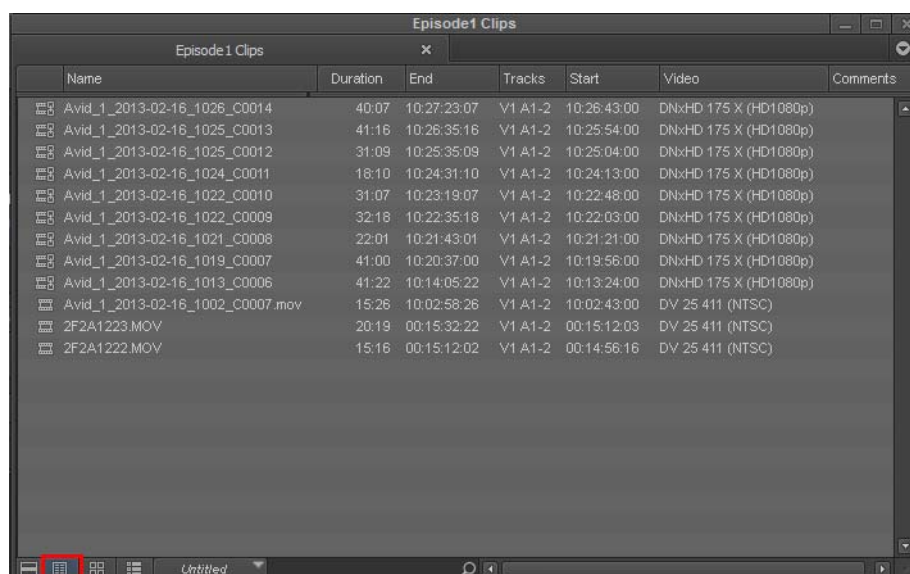 Episode1 Clips
Episode1 Clips
Name Duration End Tracks Start Video Comments
Avid_1_2013-02-16_1026_C0014 40:07 10:27:23:07 V1 A1-2 10:26:43:00 DNxHD 175 X (HD1080p)
Avid_1_2013-02-16_1025_C0013 41:16 10:26:35:16 V1 A1-2 10:25:54:00 DNxHD 175 X (HD1080p)
Avid_1_2013-02-16_1025_C0012 31:09 10:25:35:09 V1 A1-2 10:25:04:00 DNxHD 175 X (HD1080p)
Avid_1_2013-02-16_1024_C0011 18:10 10:24:31:10 V1 A1-2 10:24:13:00 DNxHD 175 X (HD1080p)
Avid_1_2013-02-16_1022_C0010 31:07 10:23:19:07 V1 A1-2 10:22:48:00 DNxHD 175 X (HD1080p)
Avid_1_2013-02-16_1022_C0009 32:18 10:22:35:18 V1 A1-2 10:22:03:00 DNxHD 175 X (HD1080p)
Avid_1_2013-02-16_1021_C0008 22:01 10:21:43:01 V1 A1-2 10:21:21:00 DNxHD 175 X (HD1080p)
Avid_1_2013-02-16_1019_C0007 41:00 10:20:37:00 V1 A1-2 10:19:56:00 DNxHD 175 X (HD1080p)
Avid_1_2013-02-16_1013_C0006 41:22 10:14:05:22 V1 A1-2 10:13:24:00 DNxHD 175 X (HD1080p)
Avid_1_2013-02-16_1002_C0007.mov 15:26 10:02:58:26 V1 A1-2 10:02:43:00 DV 25 411 (NTSC)
2F2A1223.MOV 20:19 00:15:32:22 V1 A1-2 00:15:12:03 DV 25 411 (NTSC)
2F2A1222.MOV 15:16 00:15:12:02 V1 A1-2 00:14:56:16 DV 25 411 (NTSC)
Untitled